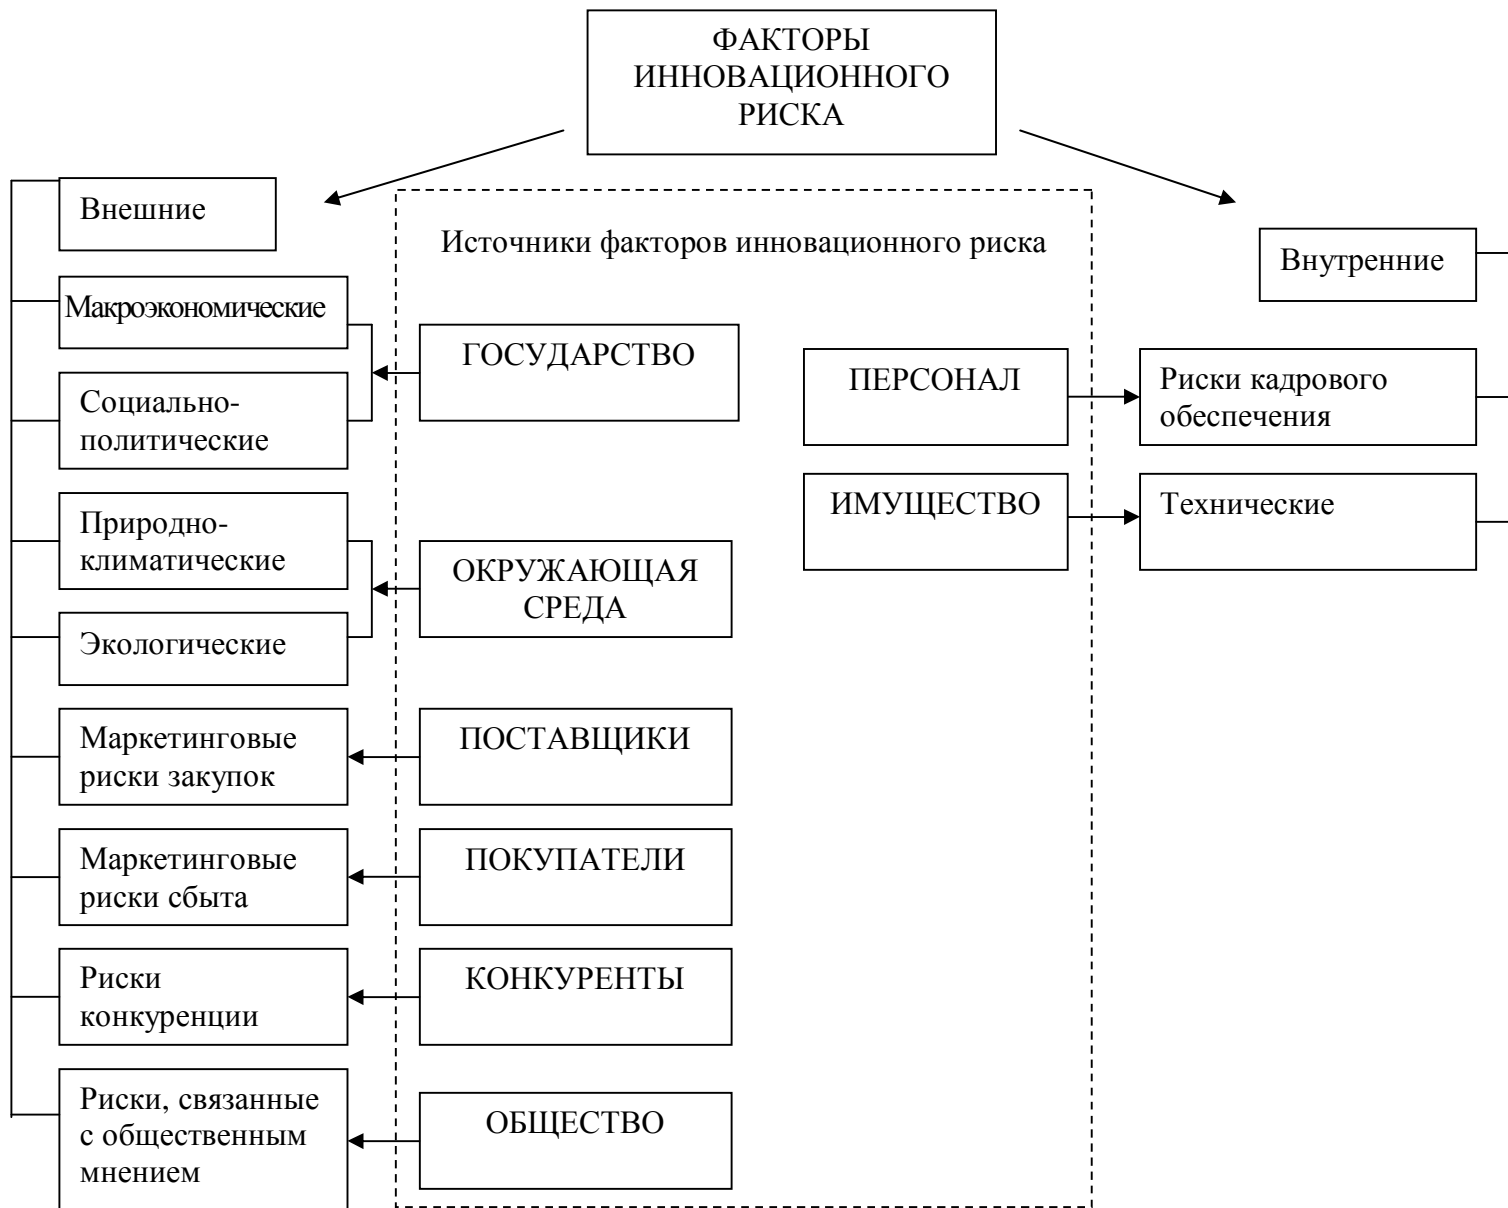 ФАКТОРЫ
ИННОВАЦИОННОГО
РИСКА
Внешние
Источники факторов инновационного риска
Внутренние
Макроэкономические
ГОСУДАРСТВО
ПЕРСОНАЛ
Риски кадрового
обеспечения
Социально-
политические
ИМУЩЕСТВО
Технические
Природно-
климатические
ОКРУЖАЮЩАЯ
СРЕДА
Экологические
Маркетинговые
риски закупок
ПОСТАВЩИКИ
Маркетинговые
риски сбыта
ПОКУПАТЕЛИ
Риски
конкуренции
КОНКУРЕНТЫ
Риски, связанные
с общественным
мнением
ОБЩЕСТВО